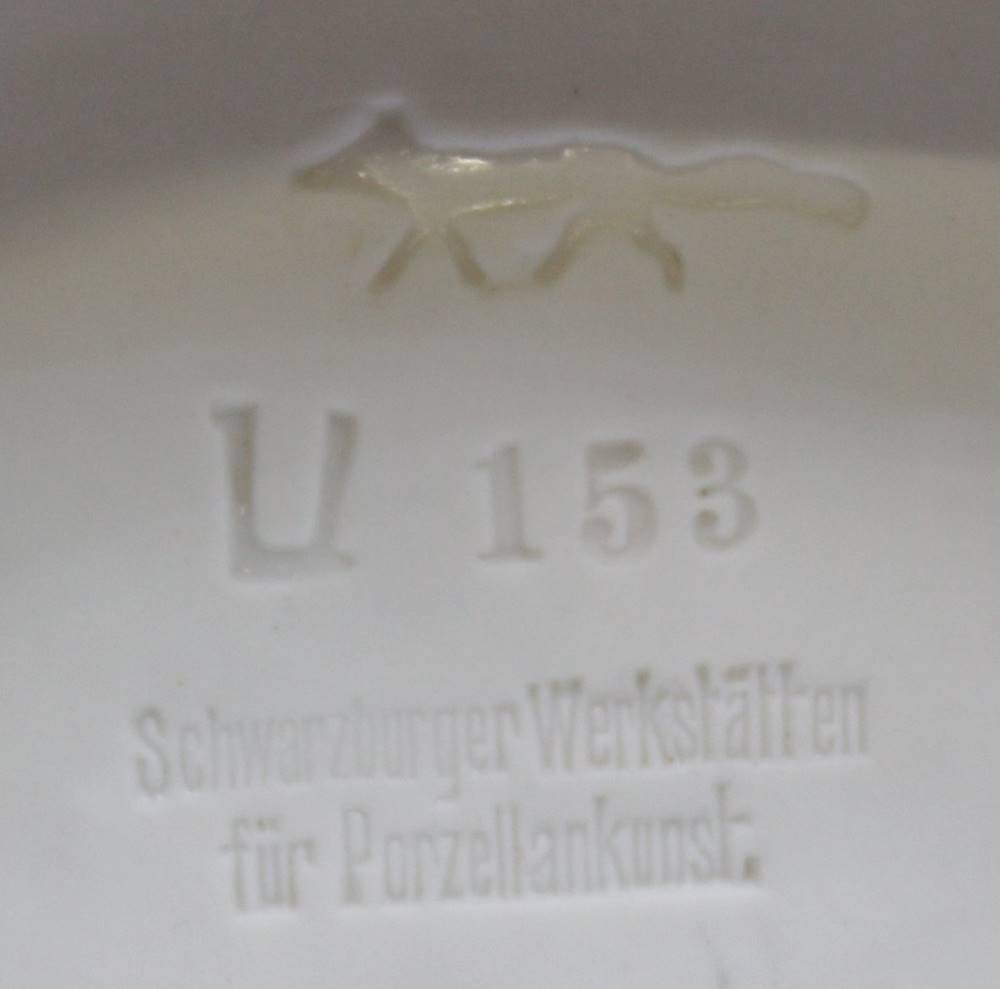 U 153
Schwarzburger Werkstätten
für Porzellankunst.